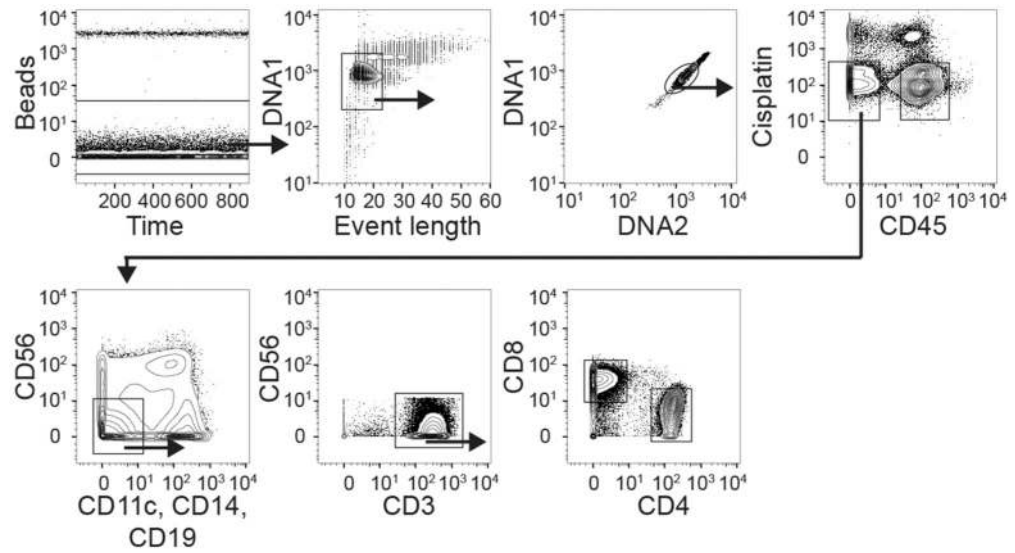 Beads
10⁴
10³
10²
10¹
0
200 400 600 800
Time
DNA1
10⁴
10³
10²
10¹
0 10 20 30 40 50 60
Event length
DNA1
10⁴
10³
10²
10¹
10 10² 10³ 10⁴
DNA2
Cisplatin
10⁴
10³
10²
10¹
0
0 10¹ 10² 10³ 10⁴
CD45
CD56
10⁴
10³
10²
10¹
0
0 10¹ 10² 10³ 10⁴
CD11c, CD14,
CD19
CD56
10⁴
10³
10²
10¹
0
0 10¹ 10² 10³ 10⁴
CD3
CD8
10⁴
10³
10²
10¹
0
0 10¹ 10² 10³ 10⁴
CD4